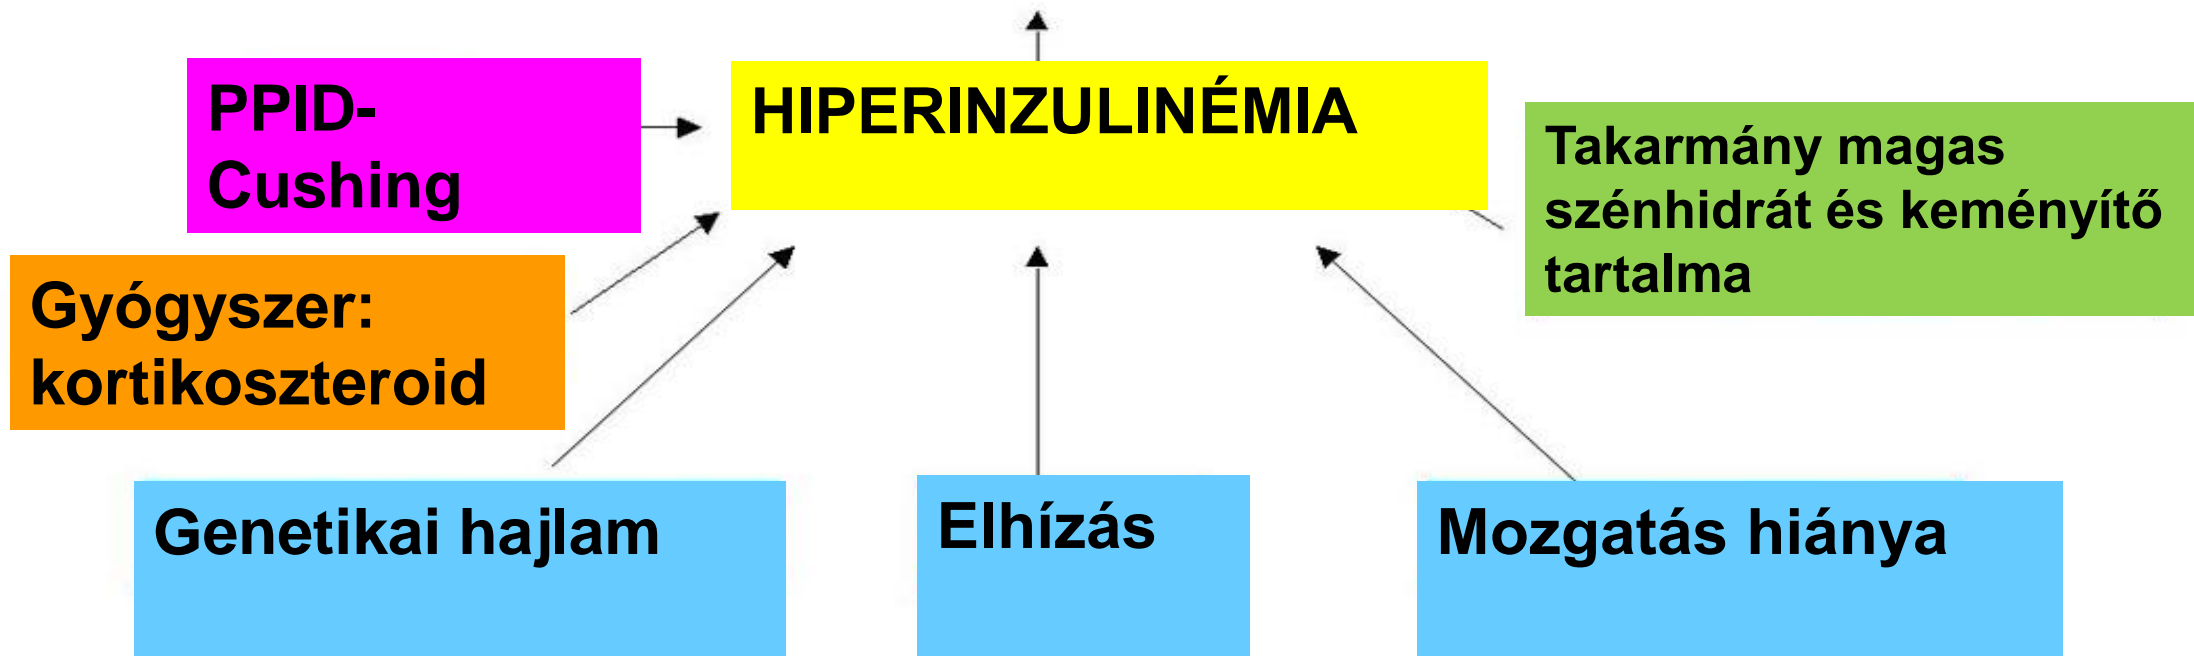 PPID-
Cushing
HIPERINZULINÉMIA
Takarmány magas
szénhidrát és keményítő
tartalma
Gyógyszer:
kortikoszteroid
Genetikai hajlam
Elhízás
Mozgatás hiánya